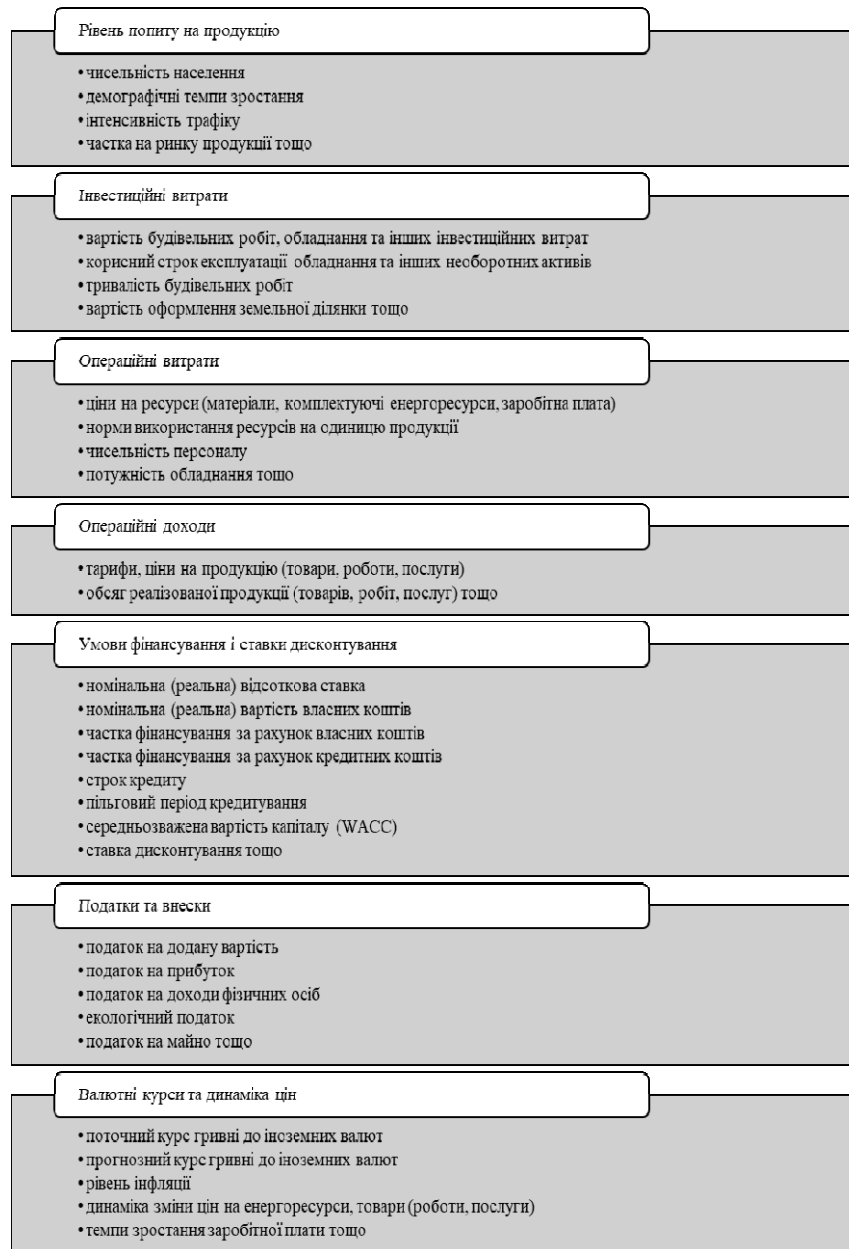 Рівень попиту на продукцію
• чисельність населення
• демографічні темпи зростання
• інтенсивність трафіку
• частка на ринку продукції тощо
Інвестиційні витрати
• вартість будівельних робіт, обладнання та інших інвестиційних витрат
• корисний строк експлуатації обладнання та інших необоротних активів
• тривалість будівельних робіт
• вартість оформлення земельної ділянки тощо
Операційні витрати
• ціни на ресурси (матеріали, комплектуючі енергоресурси, заробітна плата)
• норми використання ресурсів на одиницю продукції
• чисельність персоналу
• потужність обладнання тощо
Операційні доходи
• тарифи, ціни на продукцію (товари, роботи, послуги)
• обсяг реалізованої продукції (товарів, робіт, послуг) тощо
Умови фінансування і ставки дисконтування
• номінальна (реальна) відсоткова ставка
• номінальна (реальна) вартість власних коштів
• частка фінансування за рахунок власних коштів
• частка фінансування за рахунок кредитних коштів
• строк кредиту
• пільговий період кредитування
• середньозважена вартість капіталу (WACC)
• ставка дисконтування тощо
Податки та внески
• податок на додану вартість
• податок на прибуток
• податок на доходи фізичних осіб
• екологічний податок
• податок на майно тощо
Валютні курси та динаміка цін
• поточний курс гривні до іноземних валют
• прогнозний курс гривні до іноземних валют
• рівень інфляції
• динаміка зміни цін на енергоресурси, товари (роботи, послуги)
• темпи зростання заробітної плати тощо